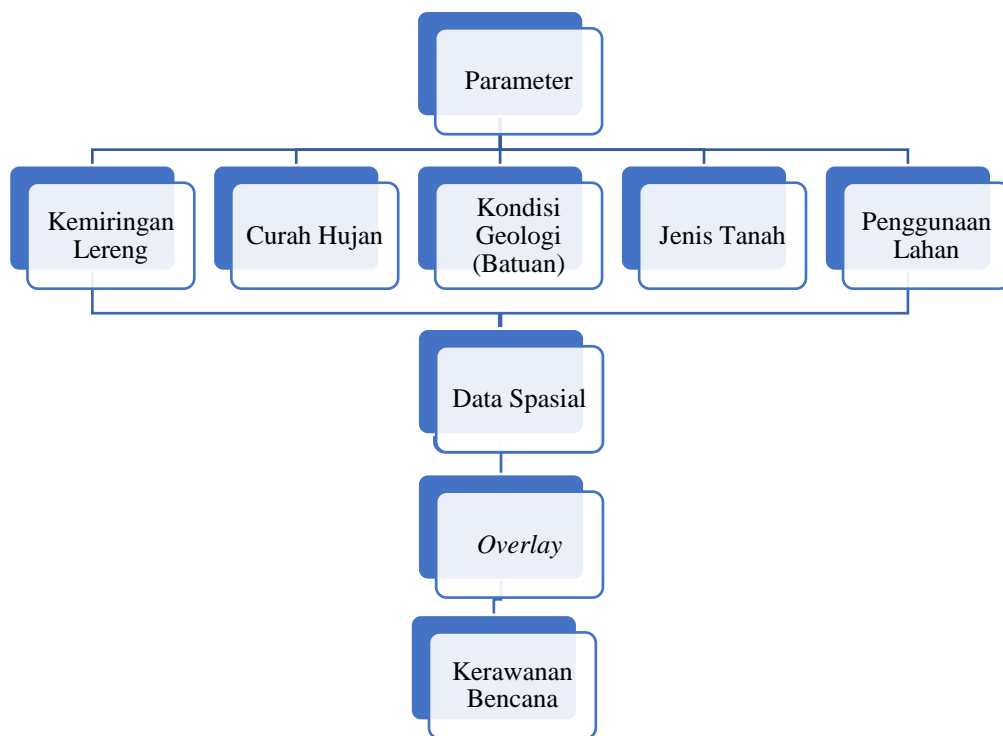 Parameter
Kemiringan
Lereng
Curah Hujan
Kondisi
Geologi
(Batuan)
Jenis Tanah
Penggunaan
Lahan
Data Spasial
Overlay
Kerawanan
Bencana